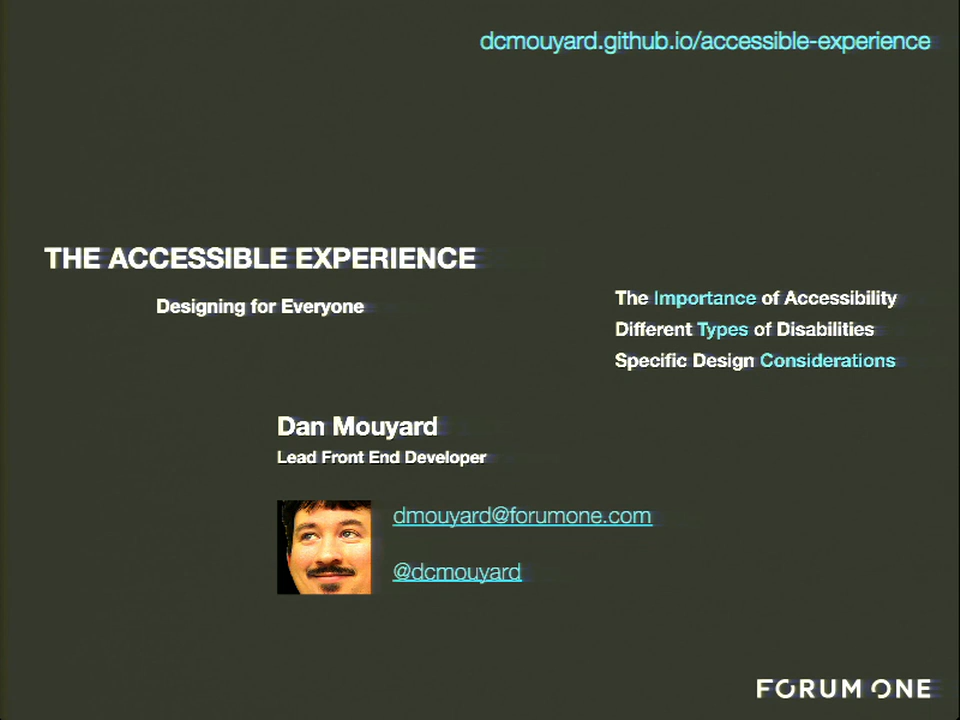 dcmouyard.github.io/accessible-experience
THE ACCESSIBLE EXPERIENCE
Designing for Everyone
The Importance of Accessibility
Different Types of Disabilities
Specific Design Considerations
Dan Mouyard
Lead Front End Developer
dmouyard@forumone.com
@dcmouyard
FORUM ONE